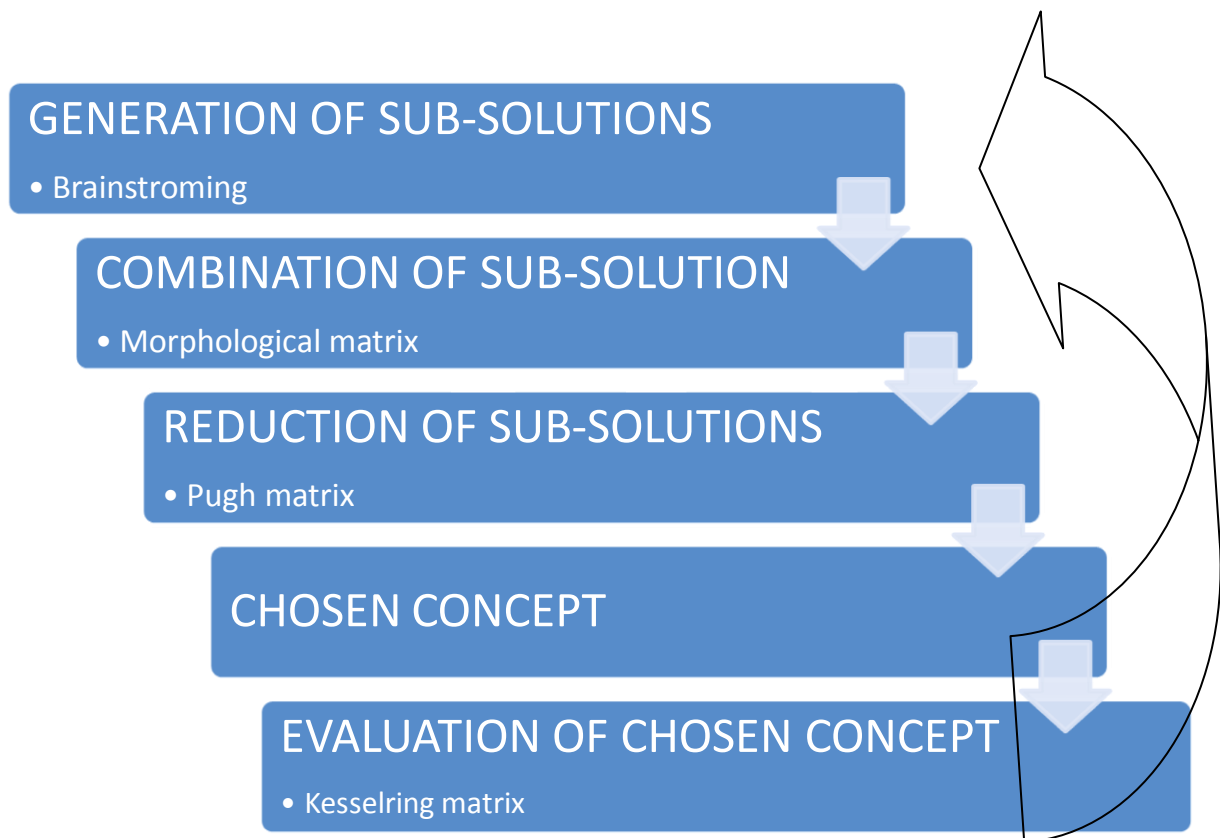 GENERATION OF SUB-SOLUTIONS
• Brainstroming
COMBINATION OF SUB-SOLUTION
• Morphological matrix
REDUCTION OF SUB-SOLUTIONS
• Pugh matrix
CHOSEN CONCEPT
EVALUATION OF CHOSEN CONCEPT
• Kesselring matrix